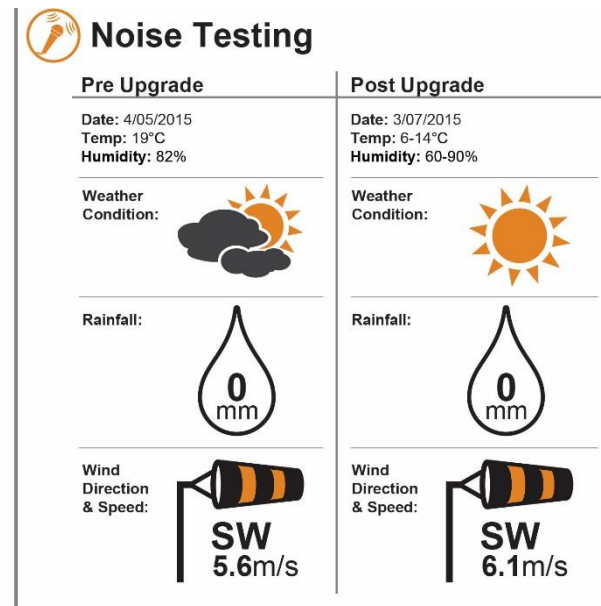 Noise Testing
Pre Upgrade
Date: 4/05/2015
Temp: 19°C
Humidity: 82%
Weather
Condition:
Rainfall:
0
mm
Wind
Direction
& Speed:
SW
5.6m/s
Post Upgrade
Date: 3/07/2015
Temp: 6-14°C
Humidity: 60-90%
Weather
Condition:
Rainfall:
0
mm
Wind
Direction
& Speed:
SW
6.1m/s